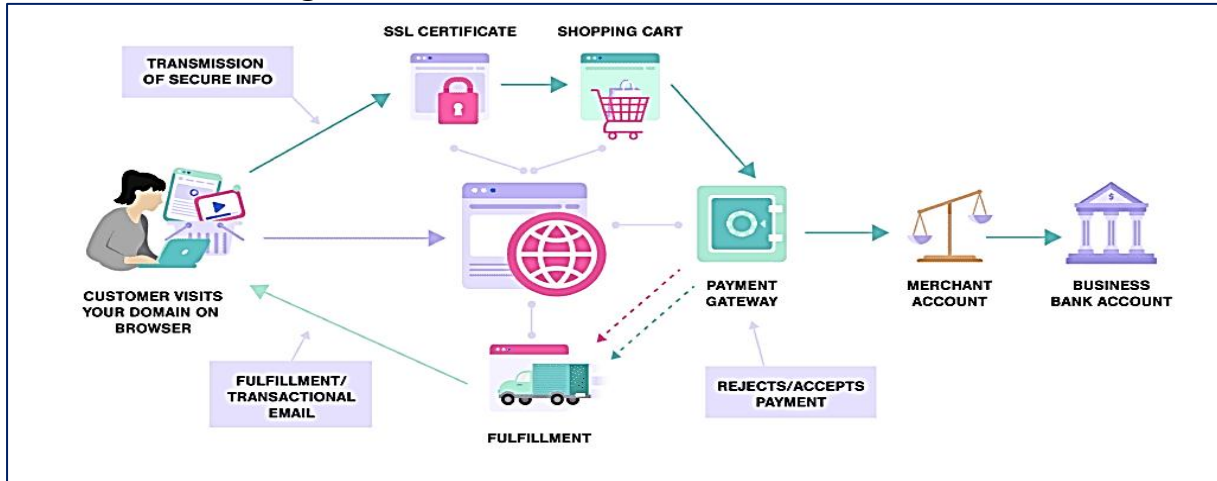 SSL CERTIFICATE
SHOPPING CART
TRANSMISSION
OF SECURE INFO
CUSTOMER VISITS
YOUR DOMAIN ON
BROWSER
PAYMENT
GATEWAY
MERCHANT
ACCOUNT
$
BUSINESS
BANK ACCOUNT
FULFILLMENT/
TRANSACTIONAL
EMAIL
FULFILLMENT
REJECTS/ACCEPTS
PAYMENT